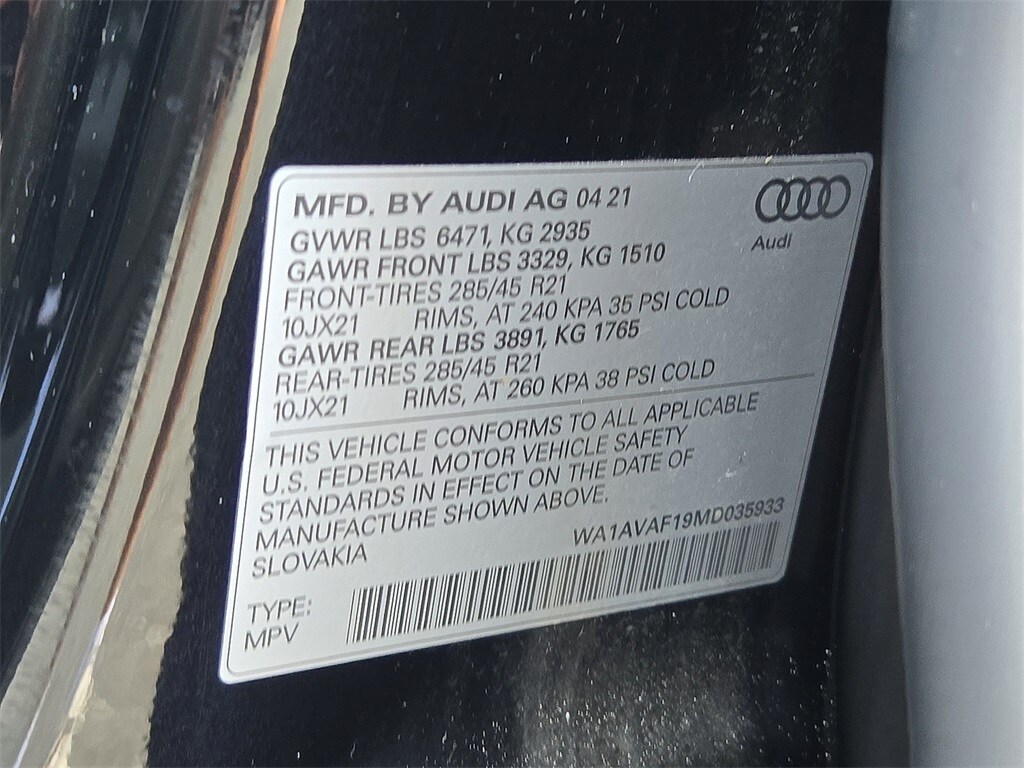 MFD. BY AUDI AG 04 21
Audi
GVWR LBS 6471, KG 2935
GAWR FRONT LBS 3329, KG 1510
FRONT-TIRES 285/45 R21
10JX21 RIMS, AT 240 KPA 35 PSI COLD
GAWR REAR LBS 3891, KG 1765
REAR-TIRES 285/45 R21
10JX21 RIMS, AT 260 KPA 38 PSI COLD
THIS VEHICLE CONFORMS TO ALL APPLICABLE
U.S. FEDERAL MOTOR VEHICLE SAFETY
STANDARDS IN EFFECT ON THE DATE OF
MANUFACTURE SHOWN ABOVE.
SLOVAKIA WA1AVAF19MD035933
TYPE:
MPV